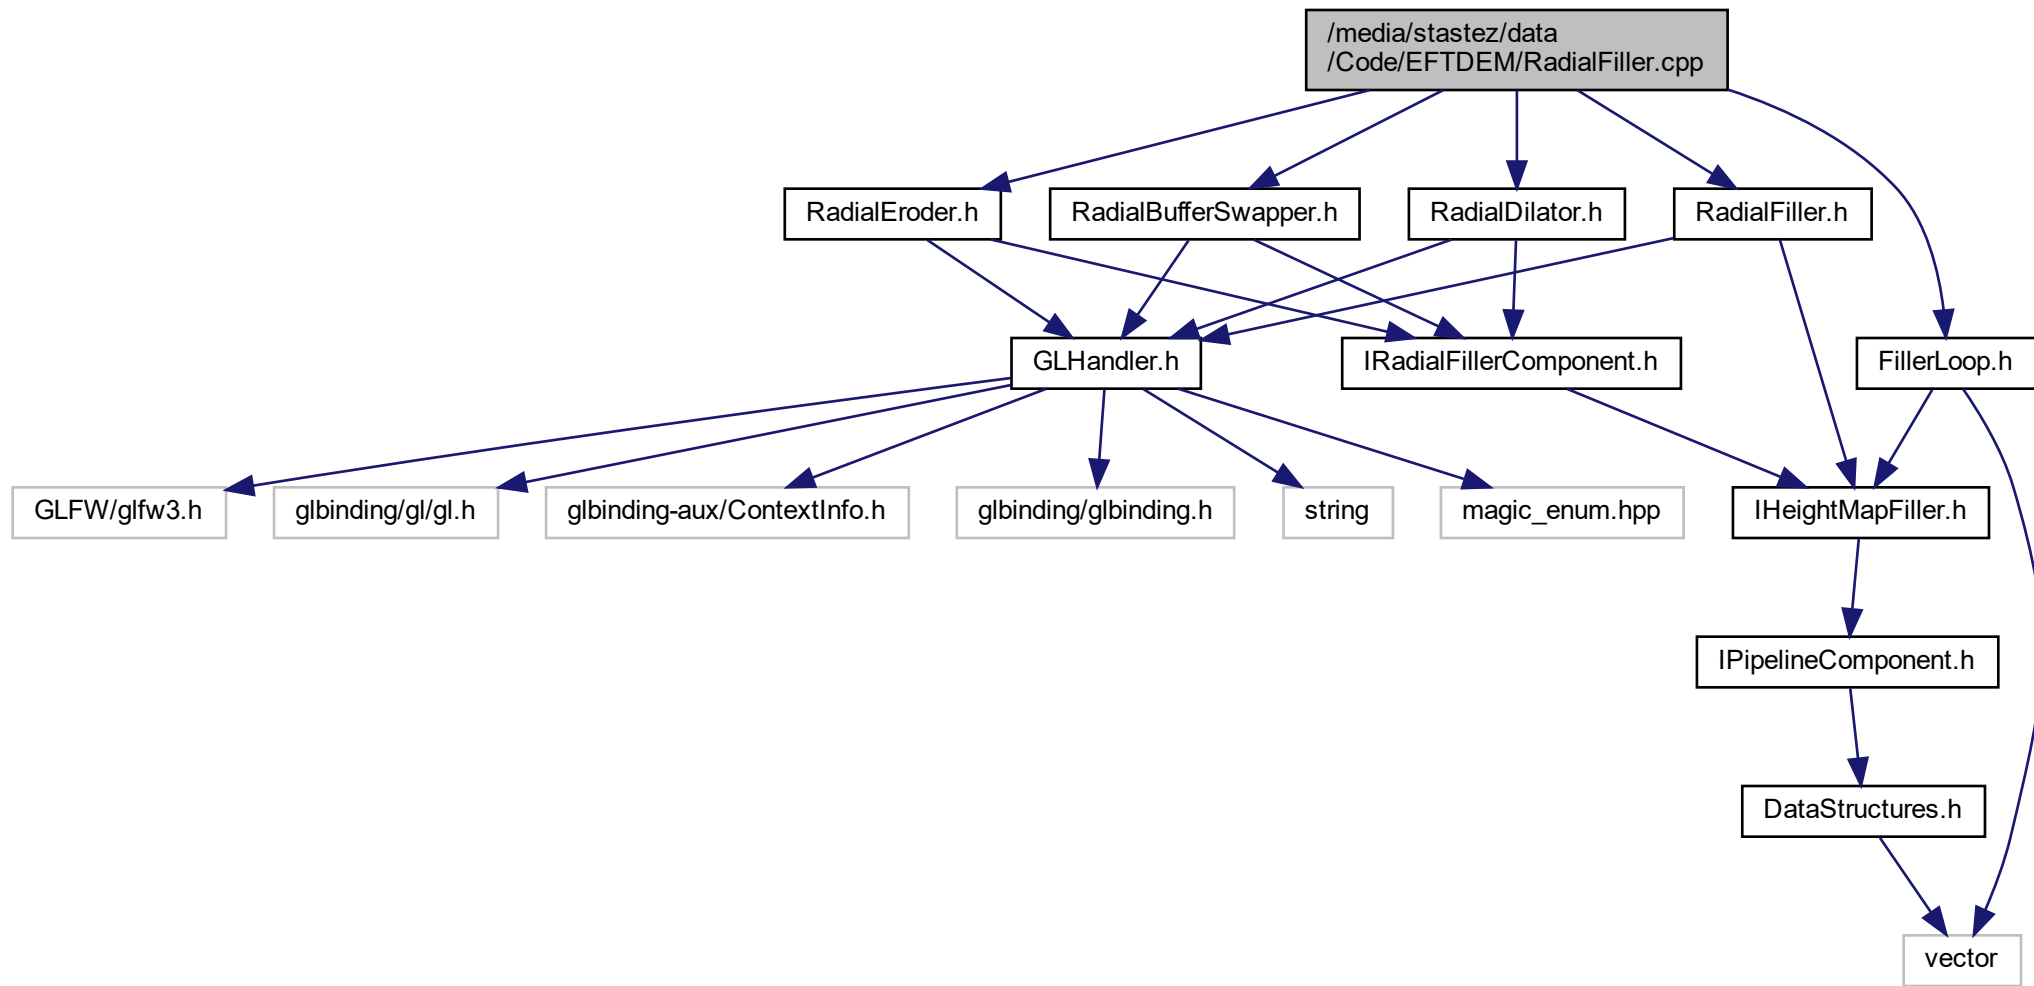 /media/stastez/data
/Code/EFTDEM/RadialFiller.cpp
RadialEroder.h
RadialBufferSwapper.h
RadialDilator.h
RadialFiller.h
GLHandler.h
IRadialFillerComponent.h
FillerLoop.h
GLFW/glfw3.h
glbinding/gl/gl.h
glbinding-aux/ContextInfo.h
glbinding/glbinding.h
string
magic_enum.hpp
IHeightMapFiller.h
IPipelineComponent.h
DataStructures.h
vector